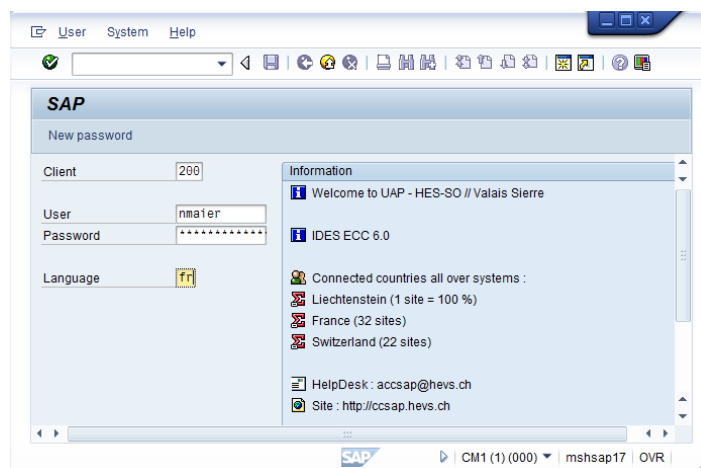 User System Help
SAP
New password
Client 200
User nmaier
Password *************
Language fr
Information
Welcome to UAP - HES-SO // Valais Sierre
IDES ECC 6.0
Connected countries all over systems :
Liechtenstein (1 site = 100 %)
France (32 sites)
Switzerland (22 sites)
HelpDesk : accsap@hevs.ch
Site : http://ccsap.hevs.ch
SAP CM1 (1) (000) mshsap17 OVR